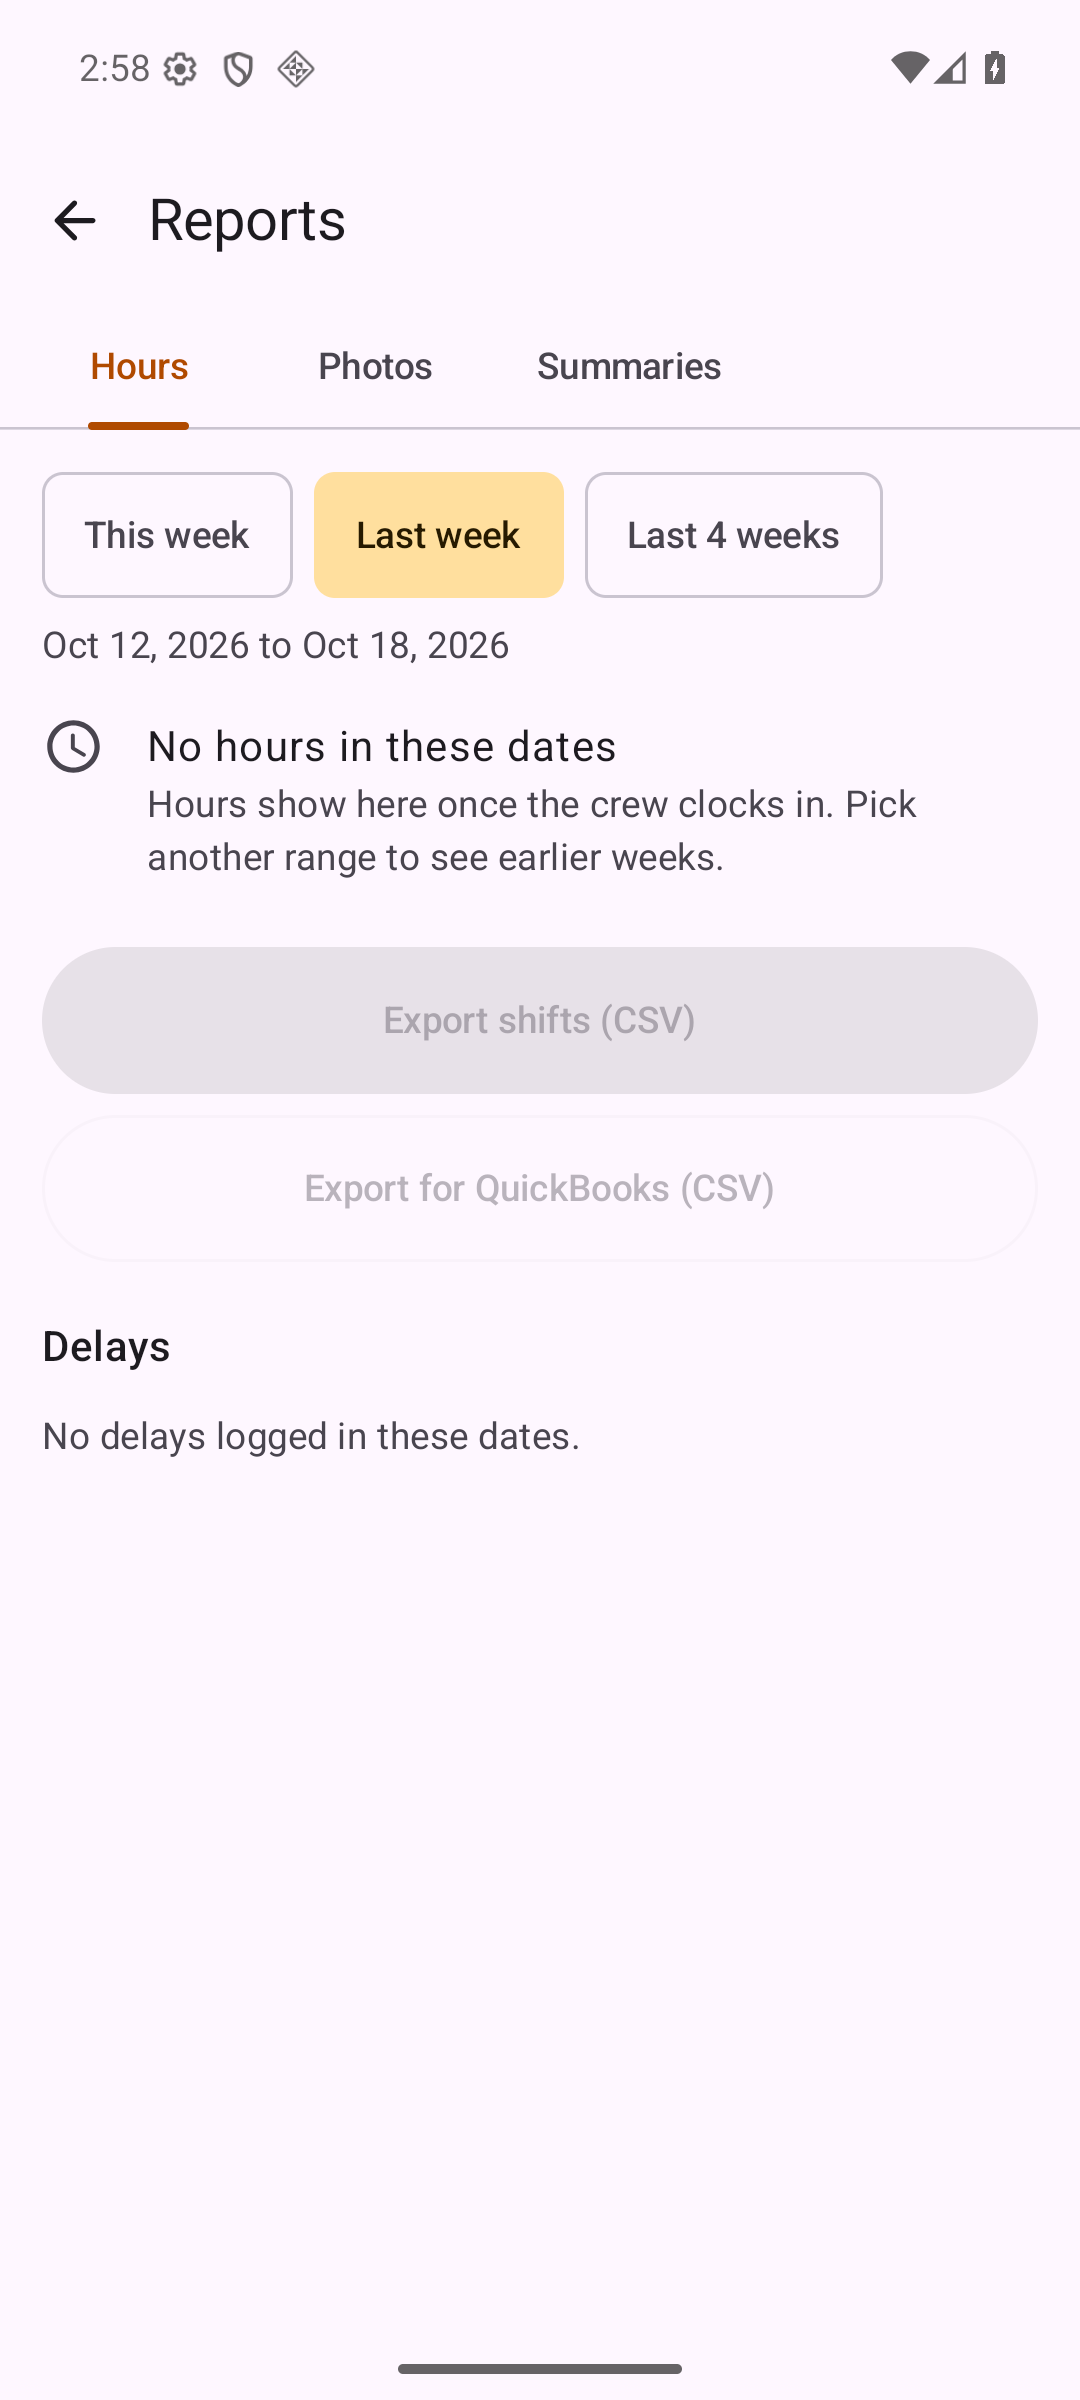 2:58
Reports
Hours
Photos
Summaries
This week
Last week
Last 4 weeks
Oct 12, 2026 to Oct 18, 2026
No hours in these dates
Hours show here once the crew clocks in. Pick
another range to see earlier weeks.
Export shifts (CSV)
Export for QuickBooks (CSV)
Delays
No delays logged in these dates.